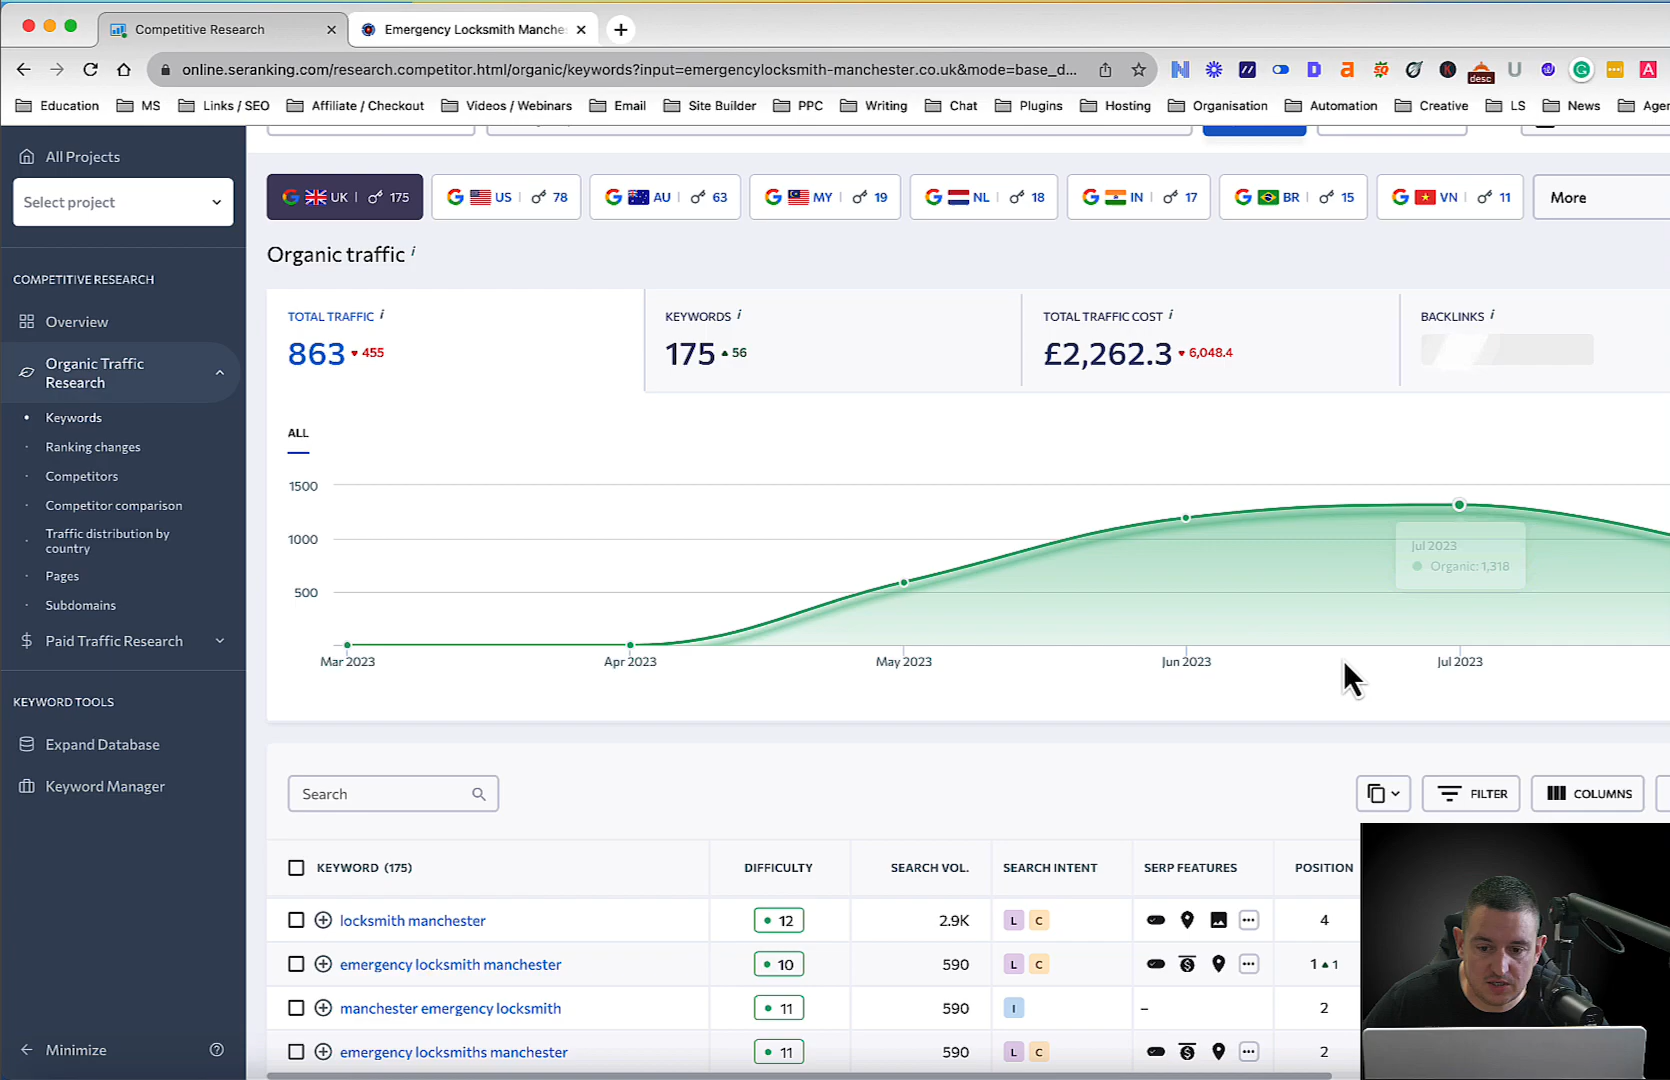 Competitive Research
Emergency Locksmith Manches
online.seranking.com/research.competitor.html/organic/keywords?input=emergencylocksmith-manchester.co.uk&mode=base_d...
desc
Education
MS
Links / SEO
Affiliate / Checkout
Videos / Webinars
Email
Site Builder
PPC
Writing
Chat
Plugins
Hosting
Organisation
Automation
Creative
LS
News
Agen
All Projects
Select project
COMPETITIVE RESEARCH
Overview
Organic Traffic
Research
Keywords
Ranking changes
Competitors
Competitor comparison
Traffic distribution by
country
Pages
Subdomains
Paid Traffic Research
KEYWORD TOOLS
Expand Database
Keyword Manager
Minimize
UK 175
US 78
AU 63
MY 19
NL 18
IN 17
BR 15
VN 11
More
Organic traffic i
TOTAL TRAFFIC i
863 455
KEYWORDS i
175 56
TOTAL TRAFFIC COST i
£2,262.3 6,048.4
BACKLINKS i
ALL
1500
1000
500
Jul 2023
Organic: 1,318
Mar 2023
Apr 2023
May 2023
Jun 2023
Jul 2023
Search
FILTER
COLUMNS
KEYWORD (175) DIFFICULTY SEARCH VOL. SEARCH INTENT SERP FEATURES POSITION
locksmith manchester 12 2.9K L C 4
emergency locksmith manchester 10 590 L C 1 1
manchester emergency locksmith 11 590 I – 2
emergency locksmiths manchester 11 590 L C 2